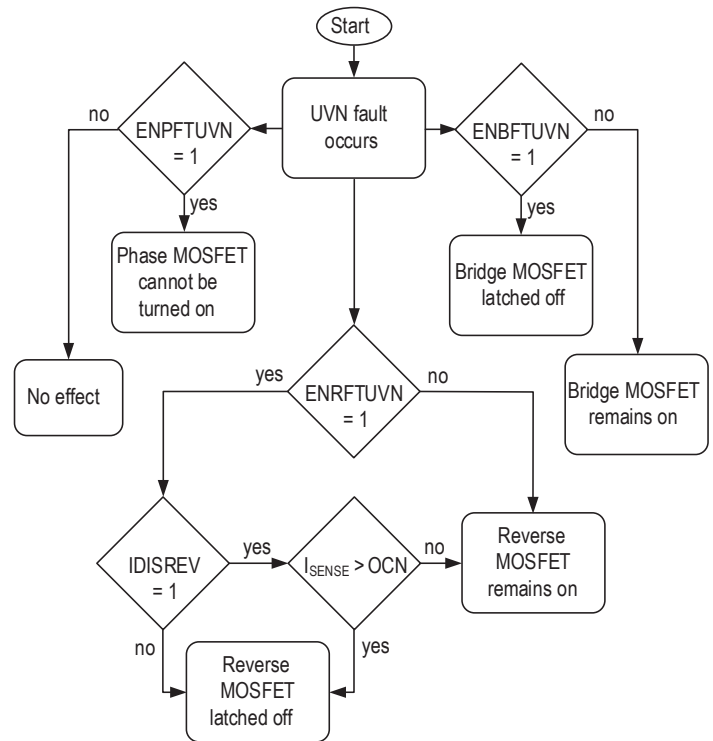 Start
UVN fault
occurs
no
ENPFTUVN
= 1
yes
ENBFTUVN
= 1
no
yes
Phase MOSFET
cannot be
turned on
Bridge MOSFET
latched off
No effect
yes
ENRFTUVN
= 1
no
Bridge MOSFET
remains on
IDISREV
= 1
yes
I_SENSE > OCN
no
Reverse
MOSFET
remains on
no
Reverse
MOSFET
latched off
yes